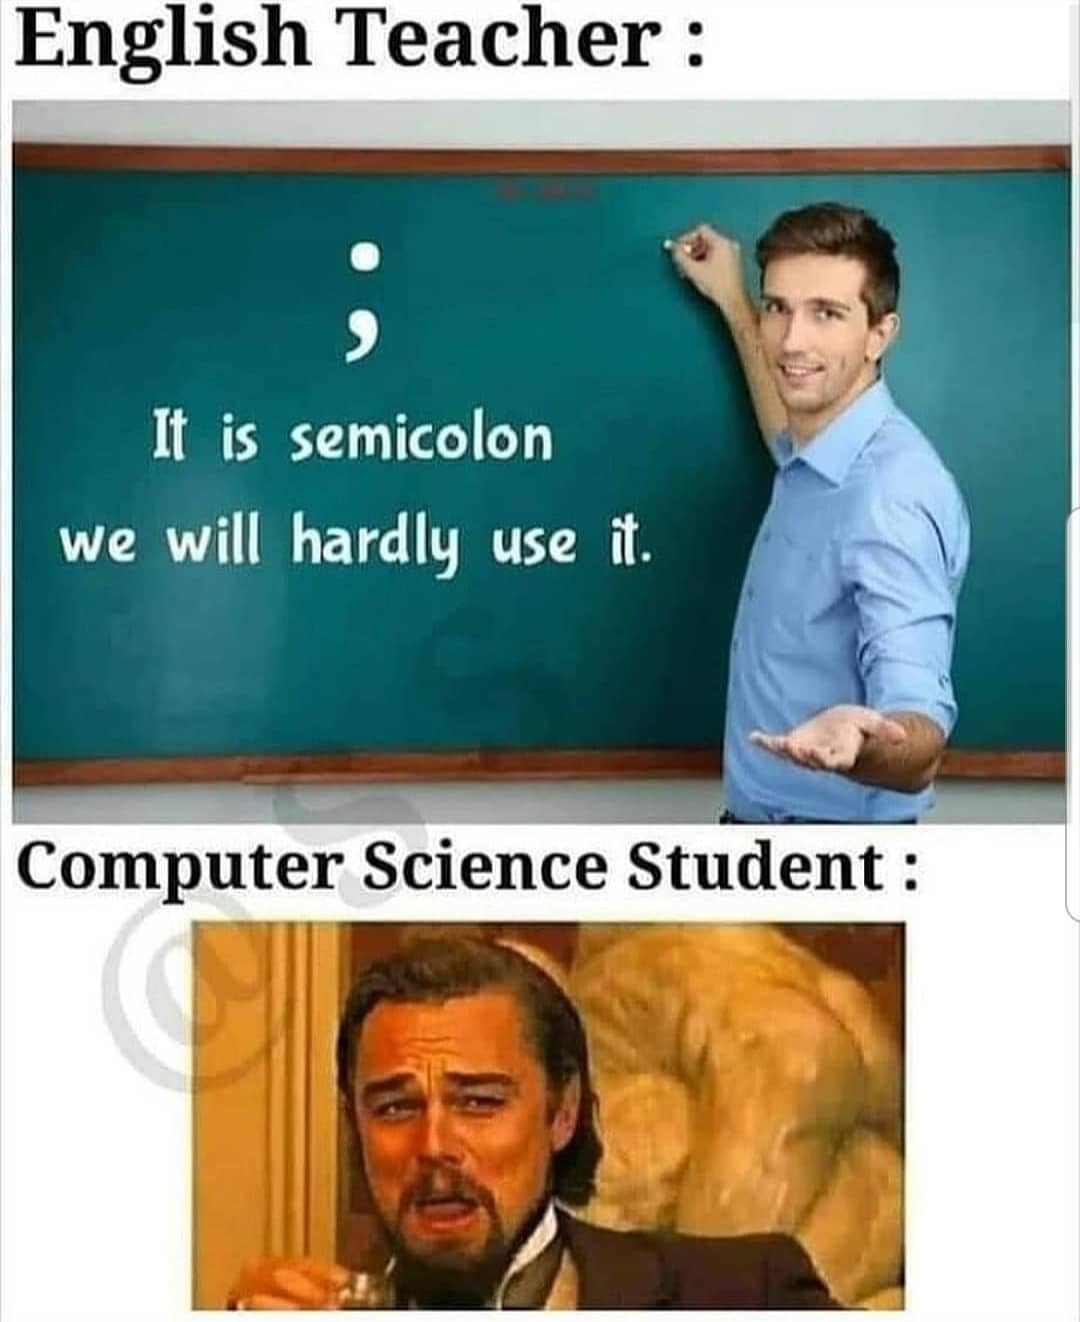 English Teacher :
;
It is semicolon
we will hardly use it.
Computer Science Student :